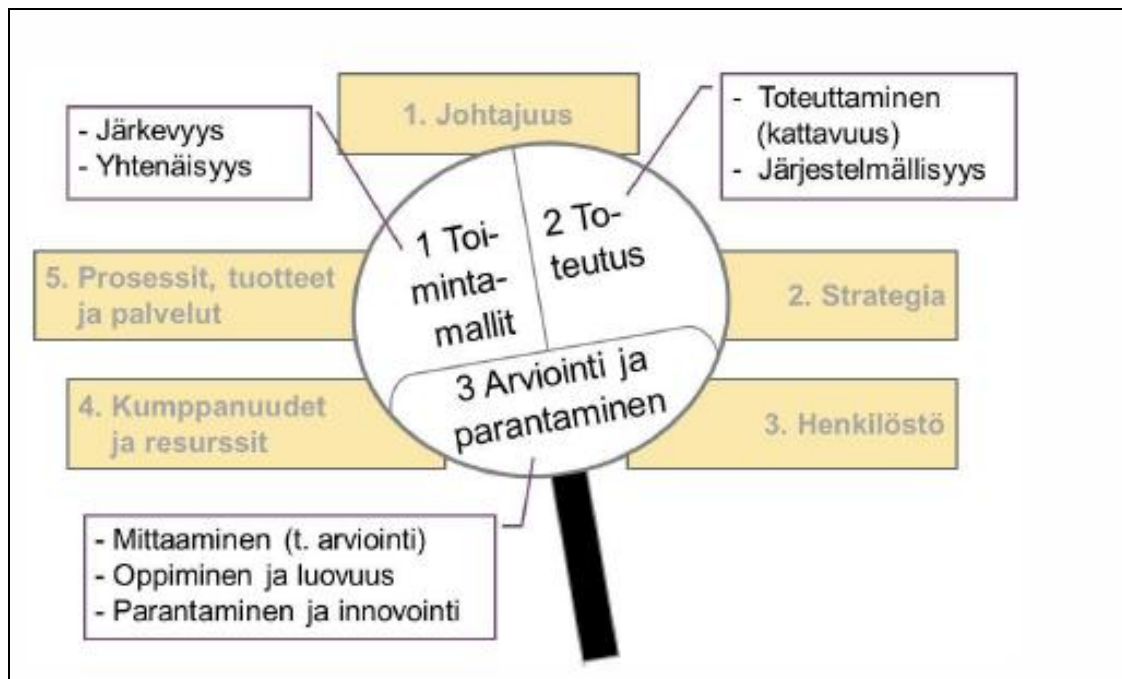 1. Johtajuus
- Järkevyys
- Yhtenäisyys
- Toteuttaminen
(kattavuus)
- Järjestelmällisyys
1 Toi-
minta-
mallit
2 To-
teutus
5. Prosessit, tuotteet
ja palvelut
2. Strategia
3 Arviointi ja
parantaminen
4. Kumppanuudet
ja resurssit
3. Henkilöstö
- Mittaaminen (t. arviointi)
- Oppiminen ja luovuus
- Parantaminen ja innovointi